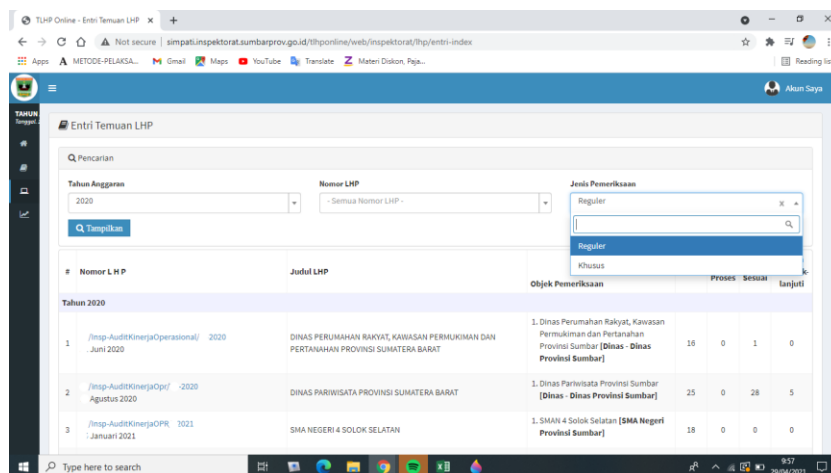 TLHP Online - Entri Temuan LHP
Not secure | simpati.inspektorat.sumbarprov.go.id/tlhponline/web/inspektorat/lhp/entri-index
Apps METODE-PELAKSA... Gmail Maps YouTube Translate Materi Diskon, Paja... Reading lis
Akun Saya
TAHUN
Entri Temuan LHP
Pencarian
Tahun Anggaran Nomor LHP Jenis Pemeriksaan
2020 - Semua Nomor LHP - Reguler
Tampilkan
Reguler
Khusus
# Nomor L H P Judul LHP Objek Pemeriksaan Proses Sesuai lanjuti
Tahun 2020
1 /Insp-AuditKinerjaOperasional/ 2020
Juni 2020
DINAS PERUMAHAN RAKYAT, KAWASAN PERMUKIMAN DAN
PERTANAHAN PROVINSI SUMATERA BARAT
1. Dinas Perumahan Rakyat, Kawasan
Permukiman dan Pertanahan
Provinsi Sumbar [Dinas - Dinas
Provinsi Sumbar]
16 0 1 0
2 /Insp-AuditKinerjaOpr/ -2020
Agustus 2020
DINAS PARIWISATA PROVINSI SUMATERA BARAT
1. Dinas Pariwisata Provinsi Sumbar
[Dinas - Dinas Provinsi Sumbar]
25 0 28 5
3 /Insp-AuditKinerjaOPR 2021
Januari 2021
SMA NEGERI 4 SOLOK SELATAN
1. SMAN 4 Solok Selatan [SMA Negeri
Provinsi Sumbar]
18 0 0 0
Type here to search
9:57
29/04/2021